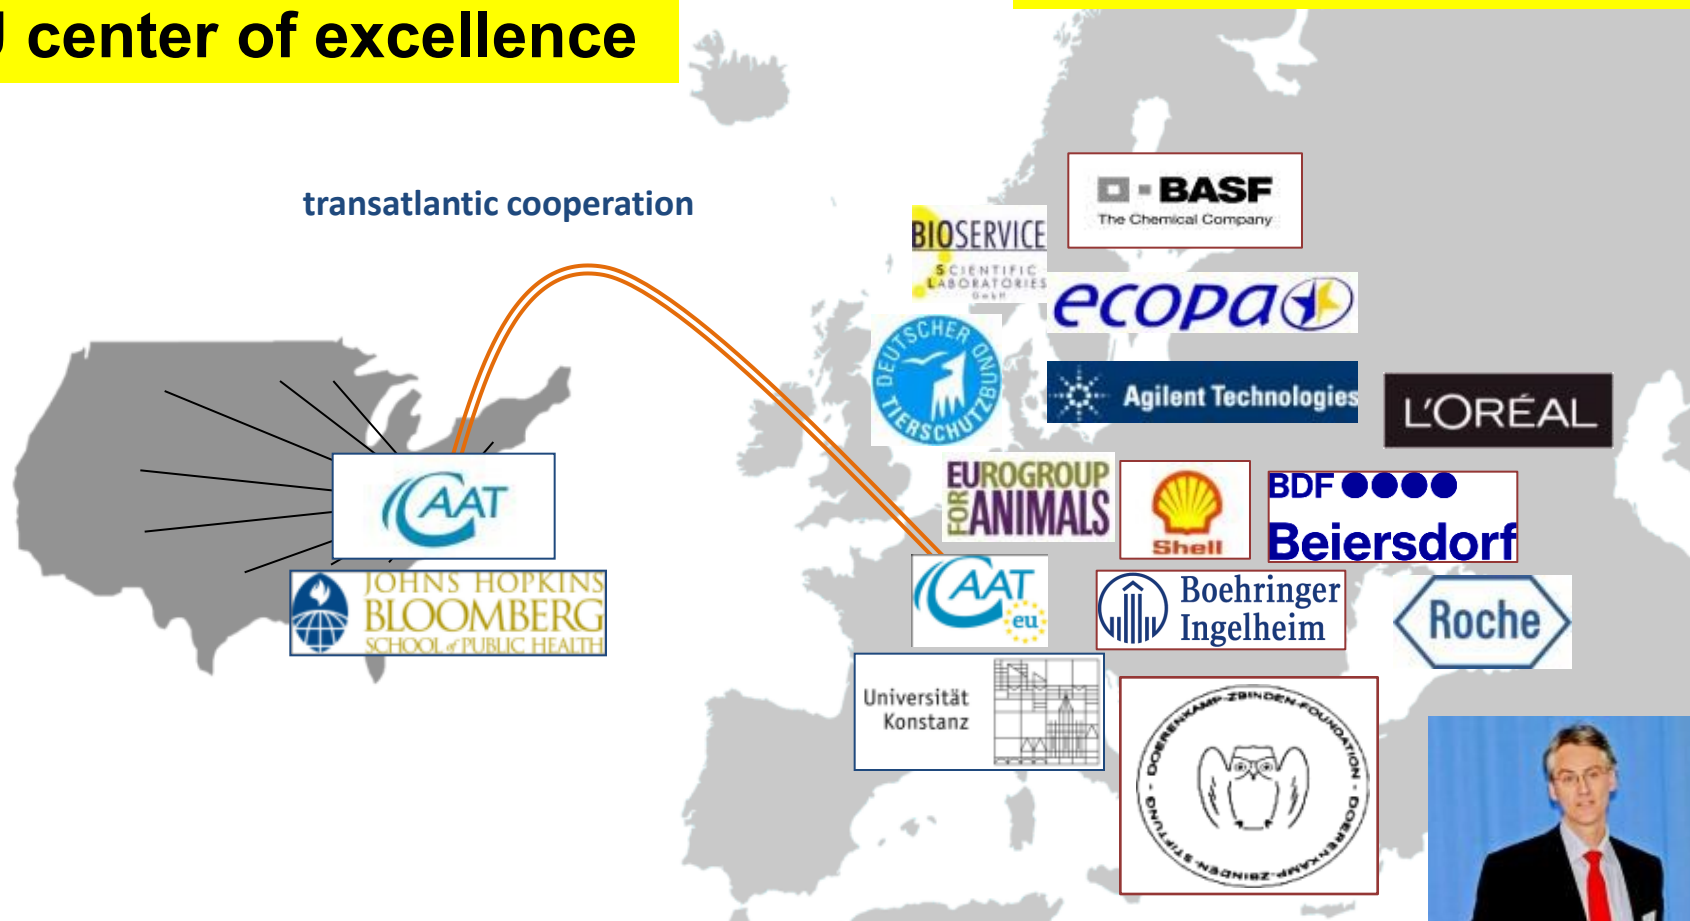 center of excellence
transatlantic cooperation
BASF
The Chemical Company
BIOSERVICE
SCIENTIFIC
LABORATORIES
GmbH
ecopa
DEUTSCHER
TIERSCHUTZBUND
Agilent Technologies
L'ORÉAL
CAAT
EUROGROUP
FOR
ANIMALS
Shell
BDF
Beiersdorf
JOHNS HOPKINS
BLOOMBERG
SCHOOL of PUBLIC HEALTH
CAAT
eu
Boehringer
Ingelheim
Roche
Universität
Konstanz
DOERENKAMP-ZBINDEN-FOUNDATION - DOERENKAMP-ZBINDEN-STIFTUNG -